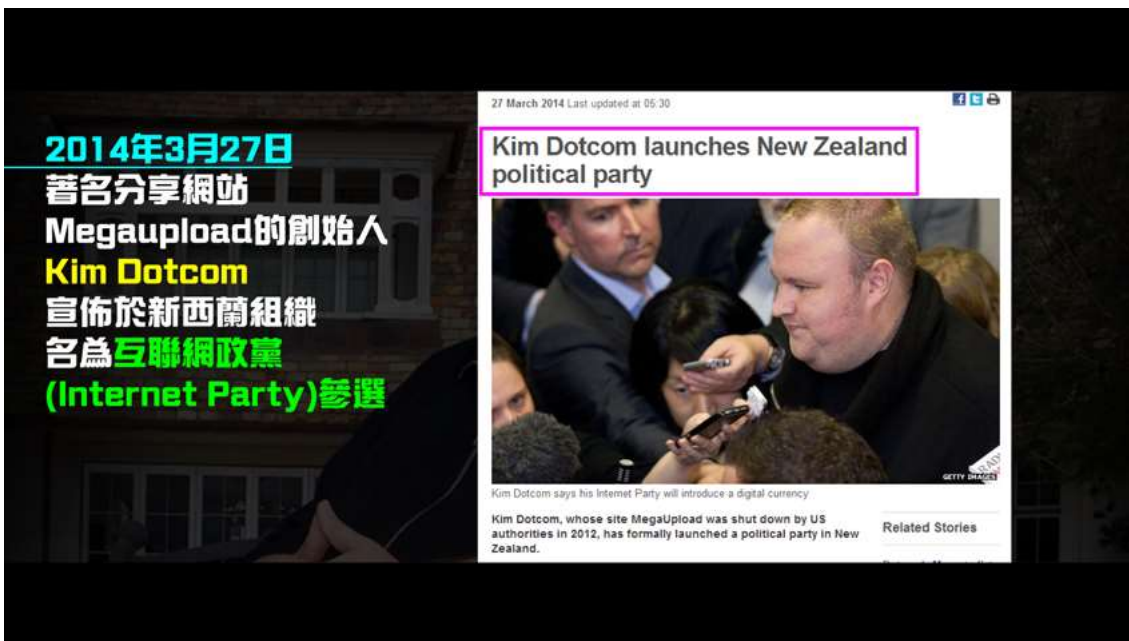 2014年3月27日
著名分享網站
Megaupload的創始人
Kim Dotcom
宣佈於新西蘭組織
名爲互聯網政黨
(Internet Party)參選
27 March 2014 Last updated at 05:30
Kim Dotcom launches New Zealand
political party
GETTY IMAGES
Kim Dotcom says his Internet Party will introduce a digital currency
Kim Dotcom, whose site MegaUpload was shut down by US
authorities in 2012, has formally launched a political party in New
Zealand.
Related Stories